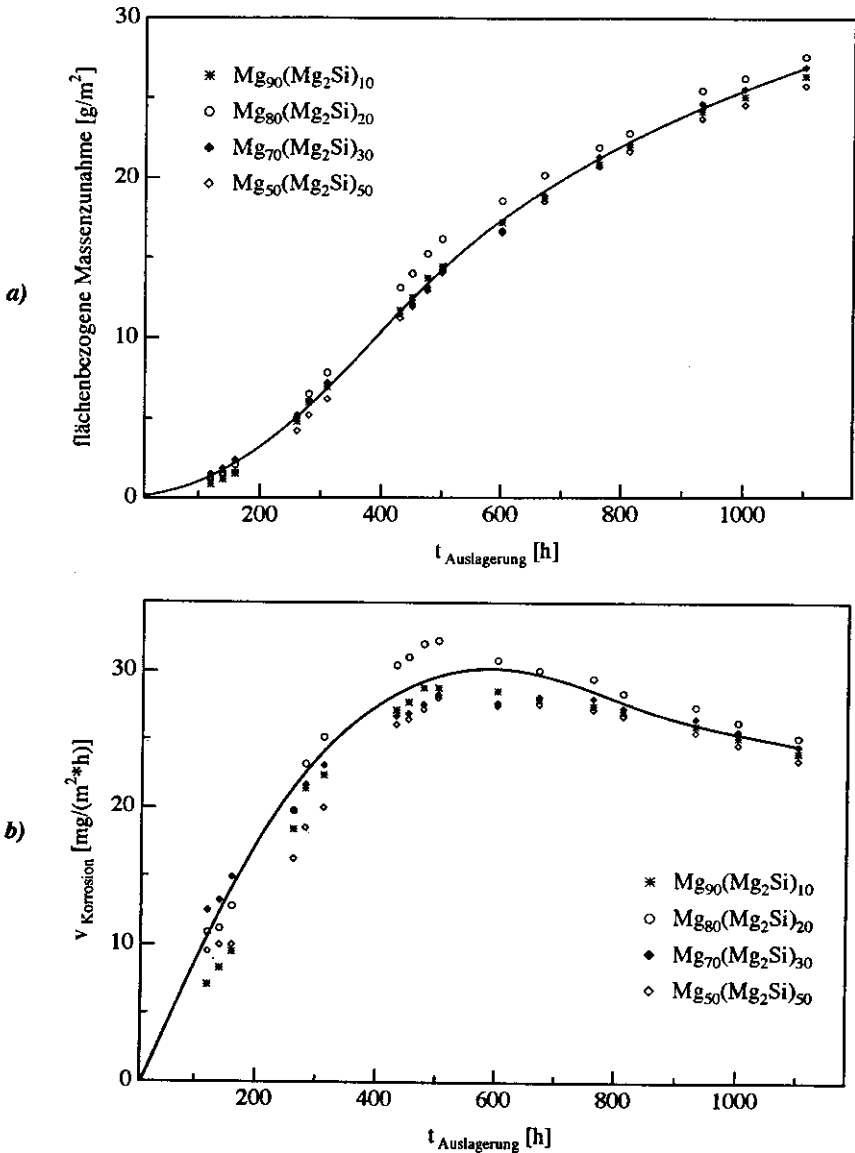 a)
flächenbezogene Massenzunahme [g/m²]
30
20
10
0
✱ Mg₉₀(Mg₂Si)₁₀
○ Mg₈₀(Mg₂Si)₂₀
◆ Mg₇₀(Mg₂Si)₃₀
◇ Mg₅₀(Mg₂Si)₅₀
200 400 600 800 1000
t Auslagerung [h]
b)
v Korrosion [mg/(m²*h)]
30
20
10
0
✱ Mg₉₀(Mg₂Si)₁₀
○ Mg₈₀(Mg₂Si)₂₀
◆ Mg₇₀(Mg₂Si)₃₀
◇ Mg₅₀(Mg₂Si)₅₀
200 400 600 800 1000
t Auslagerung [h]